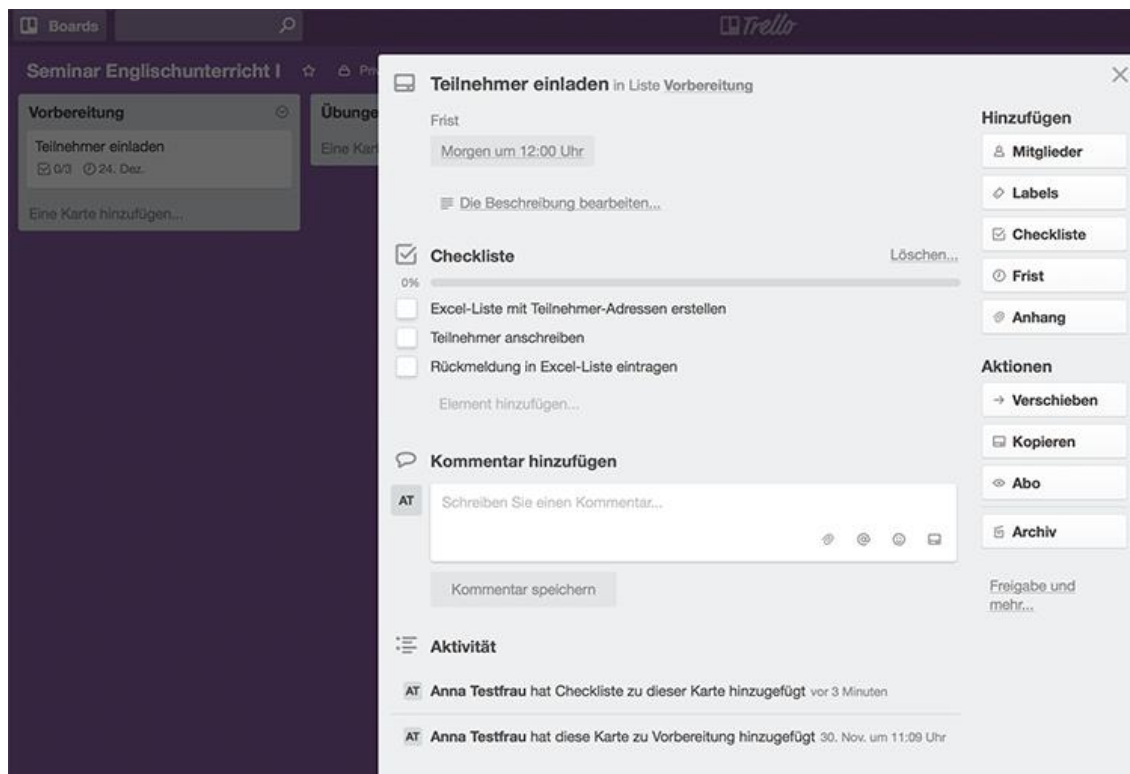 Boards
Trello
Seminar Englischunterricht I
Vorbereitung
Teilnehmer einladen
0/3 24. Dez.
Eine Karte hinzufügen...
Teilnehmer einladen in Liste Vorbereitung
Frist
Morgen um 12:00 Uhr
Die Beschreibung bearbeiten...
Checkliste
Löschen...
0%
Excel-Liste mit Teilnehmer-Adressen erstellen
Teilnehmer anschreiben
Rückmeldung in Excel-Liste eintragen
Element hinzufügen...
Kommentar hinzufügen
AT
Schreiben Sie einen Kommentar...
Kommentar speichern
Aktivität
AT Anna Testfrau hat Checkliste zu dieser Karte hinzugefügt vor 3 Minuten
AT Anna Testfrau hat diese Karte zu Vorbereitung hinzugefügt 30. Nov. um 11:09 Uhr
Hinzufügen
Mitglieder
Labels
Checkliste
Frist
Anhang
Aktionen
Verschieben
Kopieren
Abo
Archiv
Freigabe und
mehr...